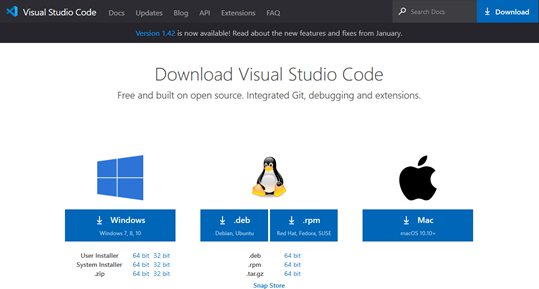 Visual Studio Code Docs Updates Blog API Extensions FAQ Search Docs Download
Version 1.42 is now available! Read about the new features and fixes from January.
Download Visual Studio Code
Free and built on open source. Integrated Git, debugging and extensions.
Windows
Windows 7, 8, 10
User Installer 64 bit 32 bit
System Installer 64 bit 32 bit
.zip 64 bit 32 bit
.deb
Debian, Ubuntu
.rpm
Red Hat, Fedora, SUSE
.deb 64 bit
.rpm 64 bit
.tar.gz 64 bit
Snap Store
Mac
macOS 10.10+